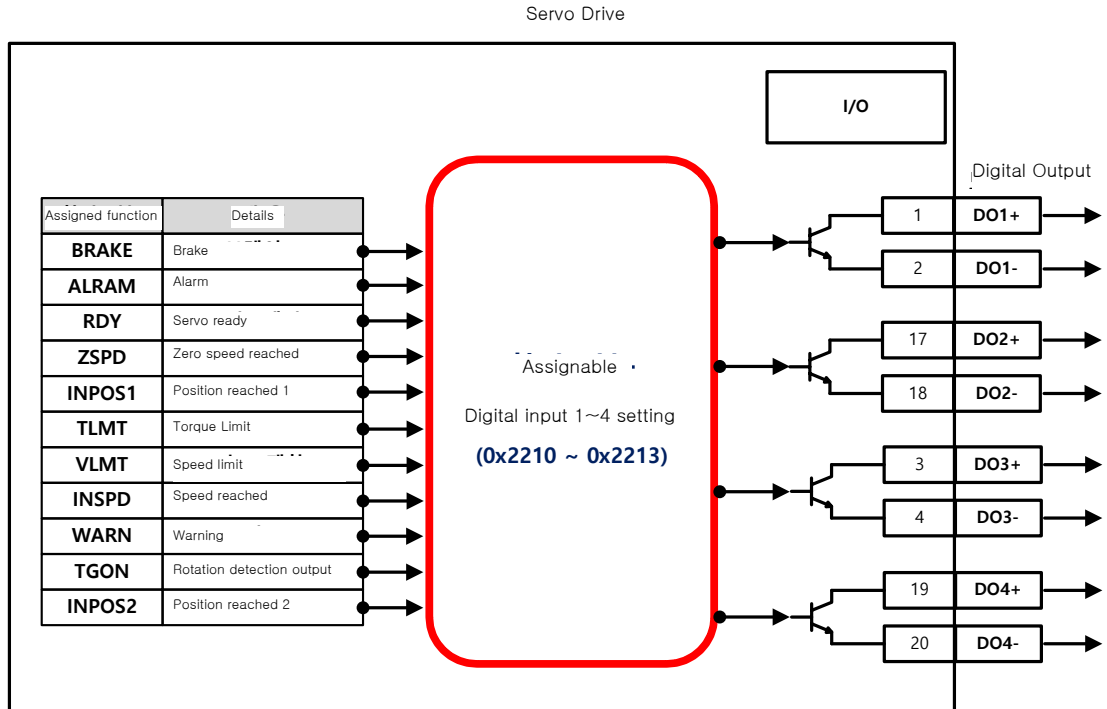 Servo Drive
I/O
Digital Output
Assigned function Details
BRAKE Brake
ALRAM Alarm
RDY Servo ready
ZSPD Zero speed reached
INPOS1 Position reached 1
TLMT Torque Limit
VLMT Speed limit
INSPD Speed reached
WARN Warning
TGON Rotation detection output
INPOS2 Position reached 2
Assignable
Digital input 1~4 setting
(0x2210 ~ 0x2213)
1 DO1+
2 DO1-
17 DO2+
18 DO2-
3 DO3+
4 DO3-
19 DO4+
20 DO4-